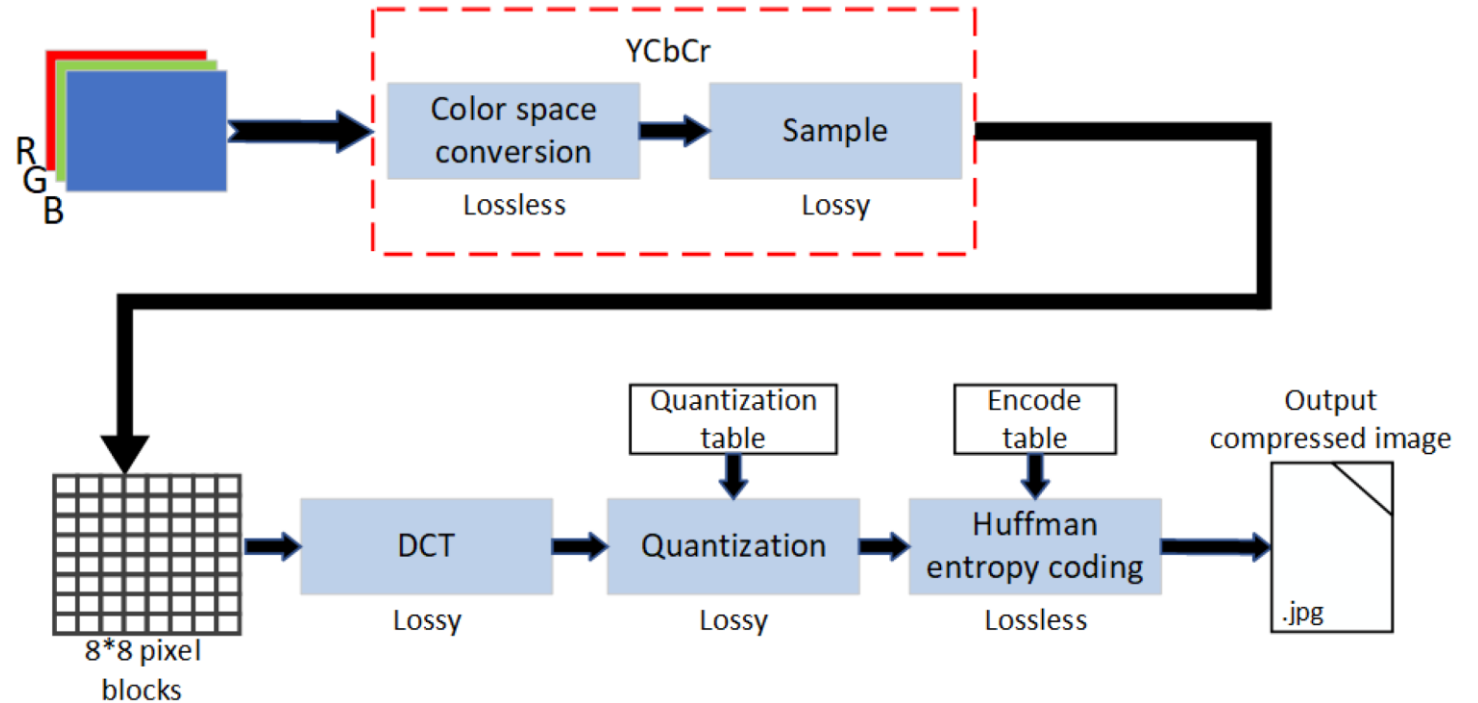 YCbCr
R
G
B
Color space
conversion
Sample
Lossless
Lossy
Quantization
table
Encode
table
Output
compressed image
DCT
Quantization
Huffman
entropy coding
.jpg
Lossy
Lossy
Lossless
8*8 pixel
blocks